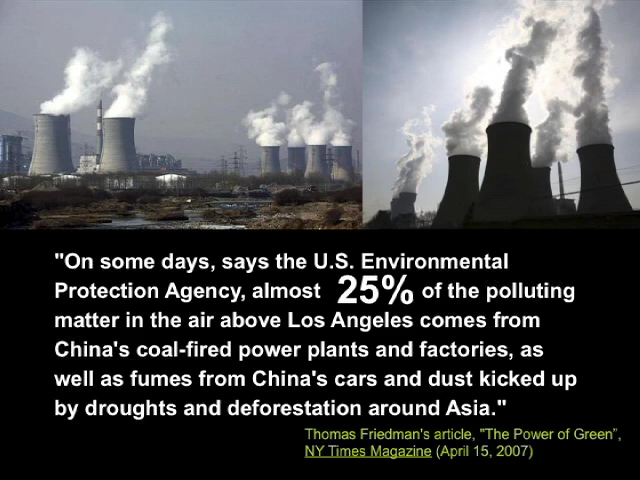 "On some days, says the U.S. Environmental
Protection Agency, almost 25% of the polluting
matter in the air above Los Angeles comes from
China's coal-fired power plants and factories, as
well as fumes from China's cars and dust kicked up
by droughts and deforestation around Asia."
Thomas Friedman's article, "The Power of Green”,
NY Times Magazine (April 15, 2007)